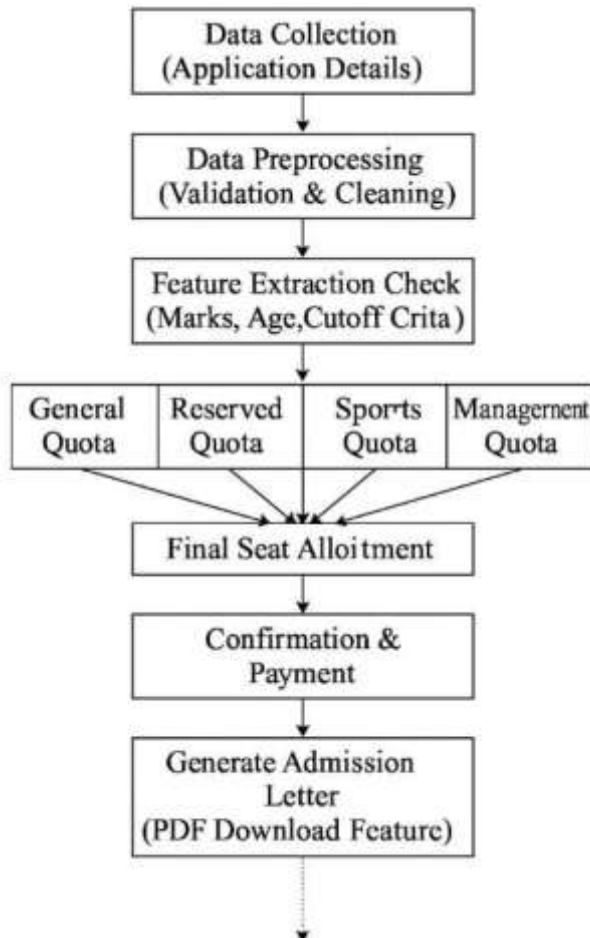 Data Collection
(Application Details)
Data Preprocessing
(Validation & Cleaning)
Feature Extraction Check
(Marks, Age,Cutoff Crita)
General
Quota
Reserved
Quota
Sports
Quota
Management
Quota
Final Seat Alloitment
Confirmation &
Payment
Generate Admission
Letter
(PDF Download Feature)